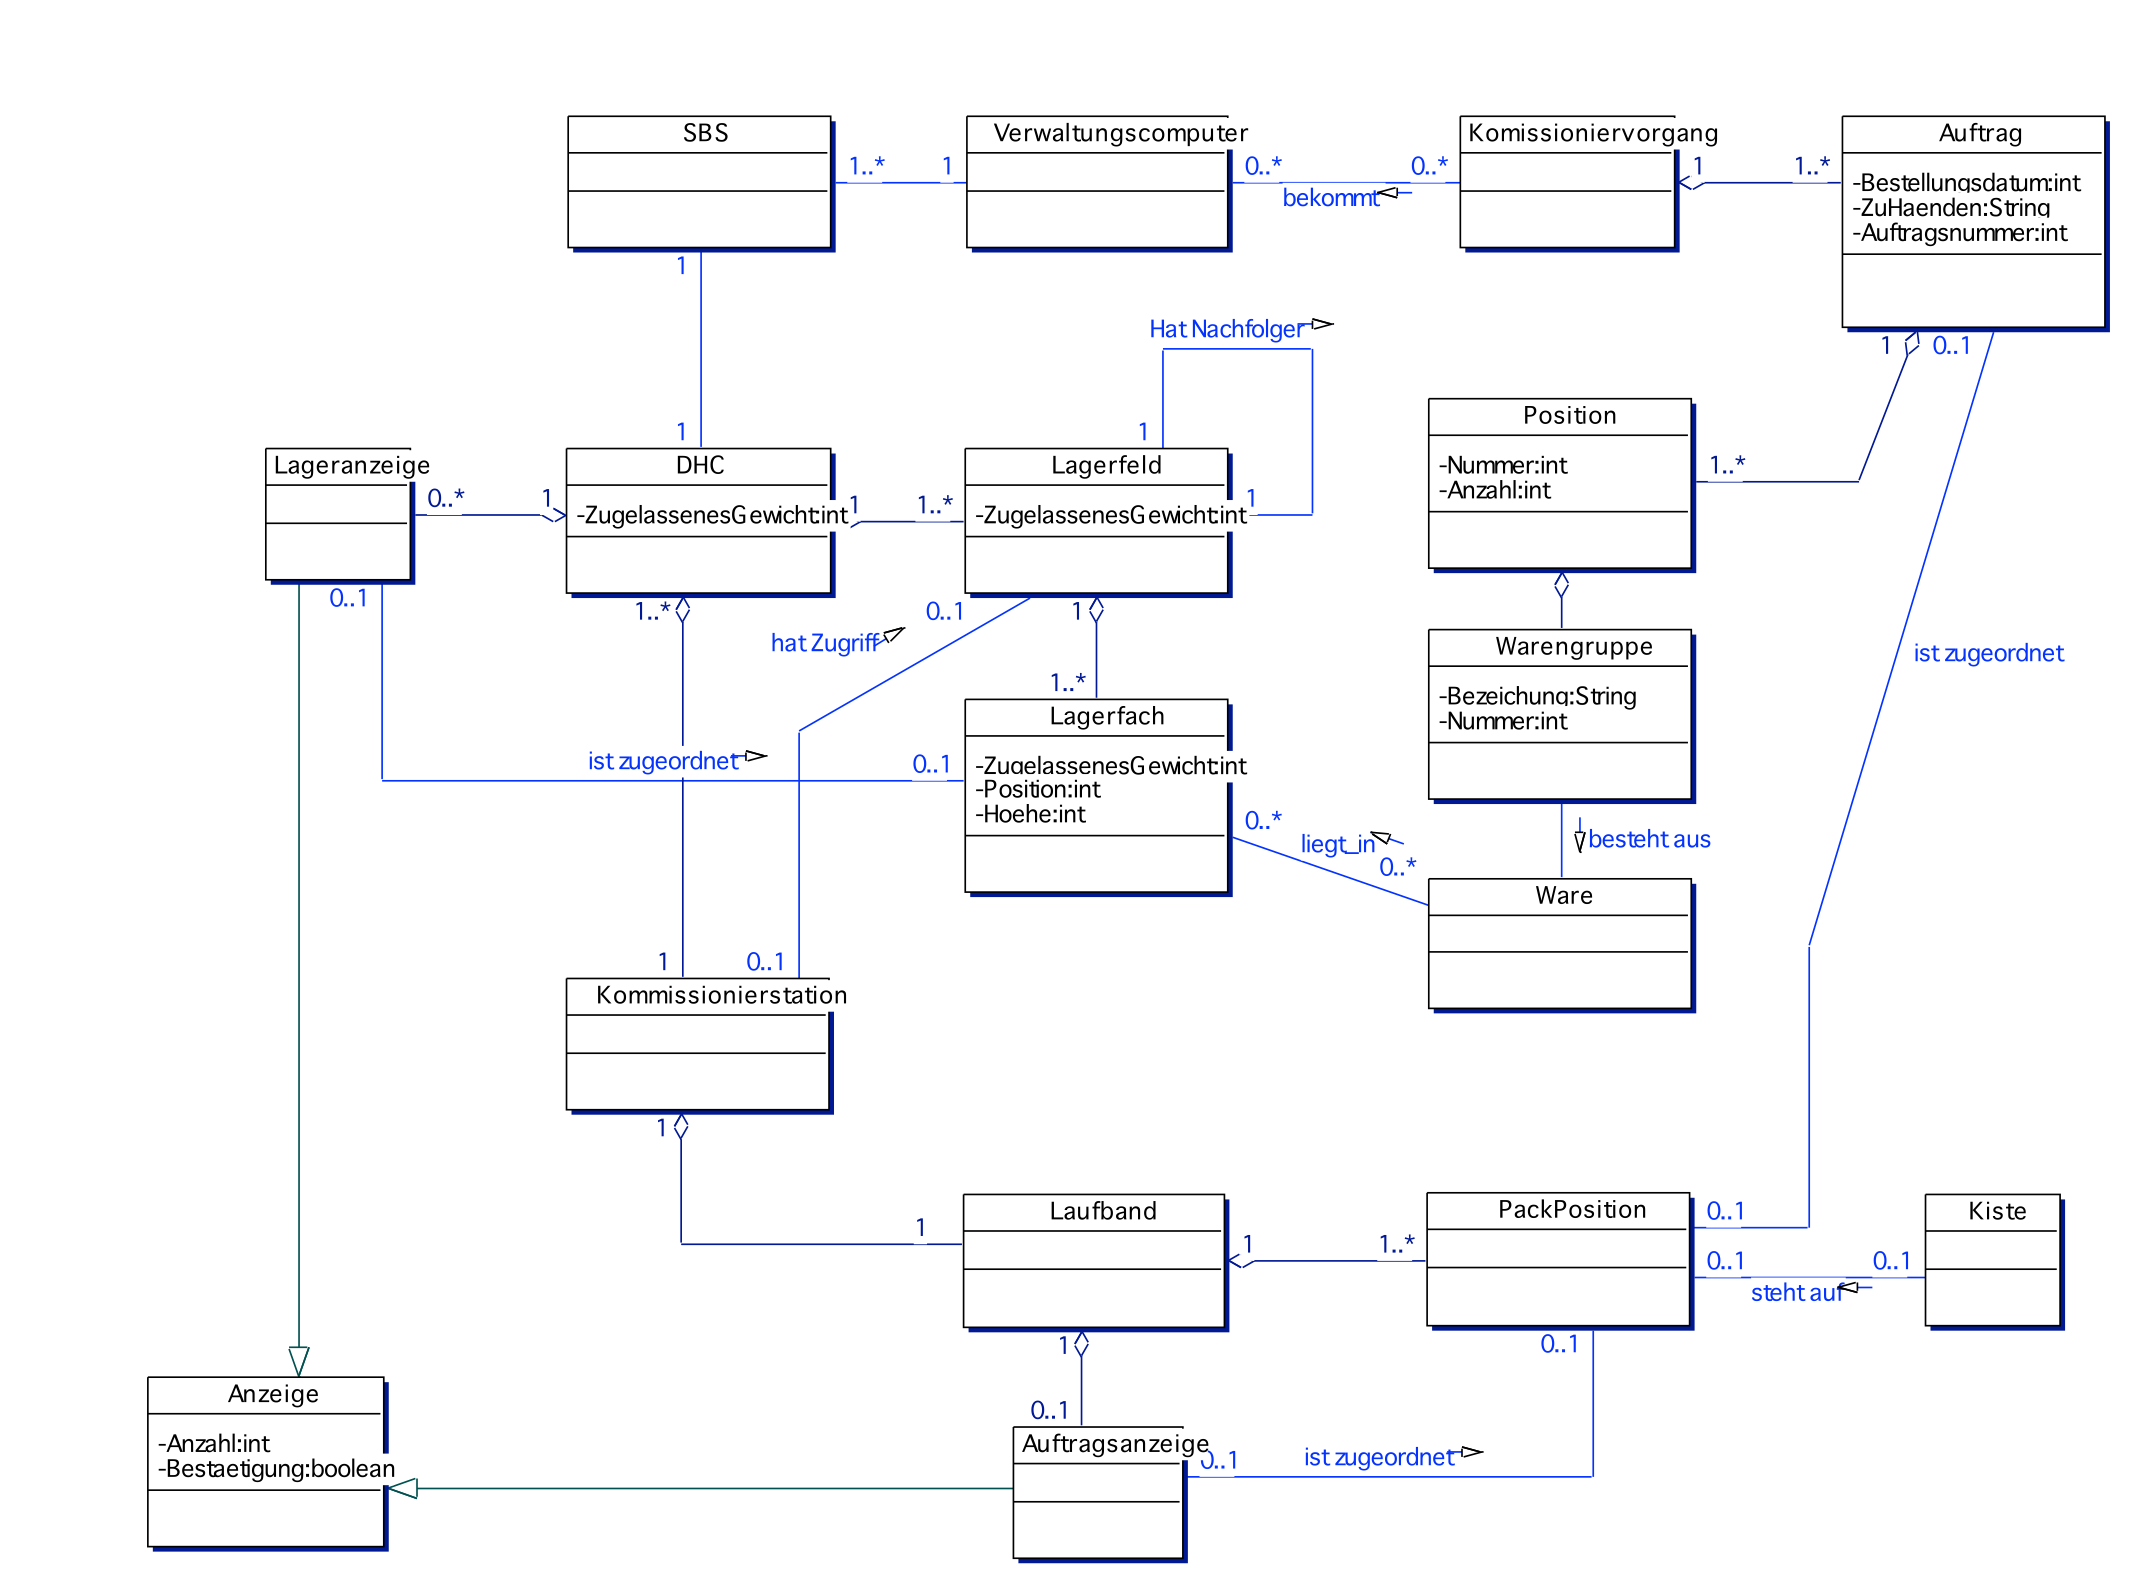 SBS
1..*
1
1
Verwaltungscomputer
0..*
0..*
bekommt
Komissioniervorgang
1
1..*
Auftrag
-Bestellungsdatum:int
-ZuHaenden:String
-Auftragsnummer:int
1
0..1
Hat Nachfolger
1
1
Lageranzeige
0..*
1
0..1
1
DHC
-ZugelassenesGewicht:int
1
1..*
1..*
Lagerfeld
-ZugelassenesGewicht:int
0..1
1
hat Zugriff
1..*
Position
-Nummer:int
-Anzahl:int
1..*
Warengruppe
-Bezeichung:String
-Nummer:int
ist zugeordnet
ist zugeordnet
0..1
Lagerfach
-ZugelassenesGewicht:int
-Position:int
-Hoehe:int
0..*
liegt_in
0..*
besteht aus
Ware
1
0..1
Kommissionierstation
1
1
Laufband
1
1..*
1
PackPosition
0..1
0..1
0..1
steht auf
Kiste
0..1
0..1
Anzeige
-Anzahl:int
-Bestaetigung:boolean
Auftragsanzeige
0..1
ist zugeordnet